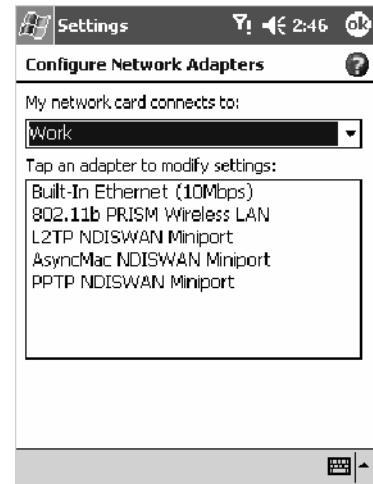 Settings 2:46 ok
Configure Network Adapters ?
My network card connects to:
Work
Tap an adapter to modify settings:
Built-In Ethernet (10Mbps)
802.11b PRISM Wireless LAN
L2TP NDISWAN Miniport
AsyncMac NDISWAN Miniport
PPTP NDISWAN Miniport